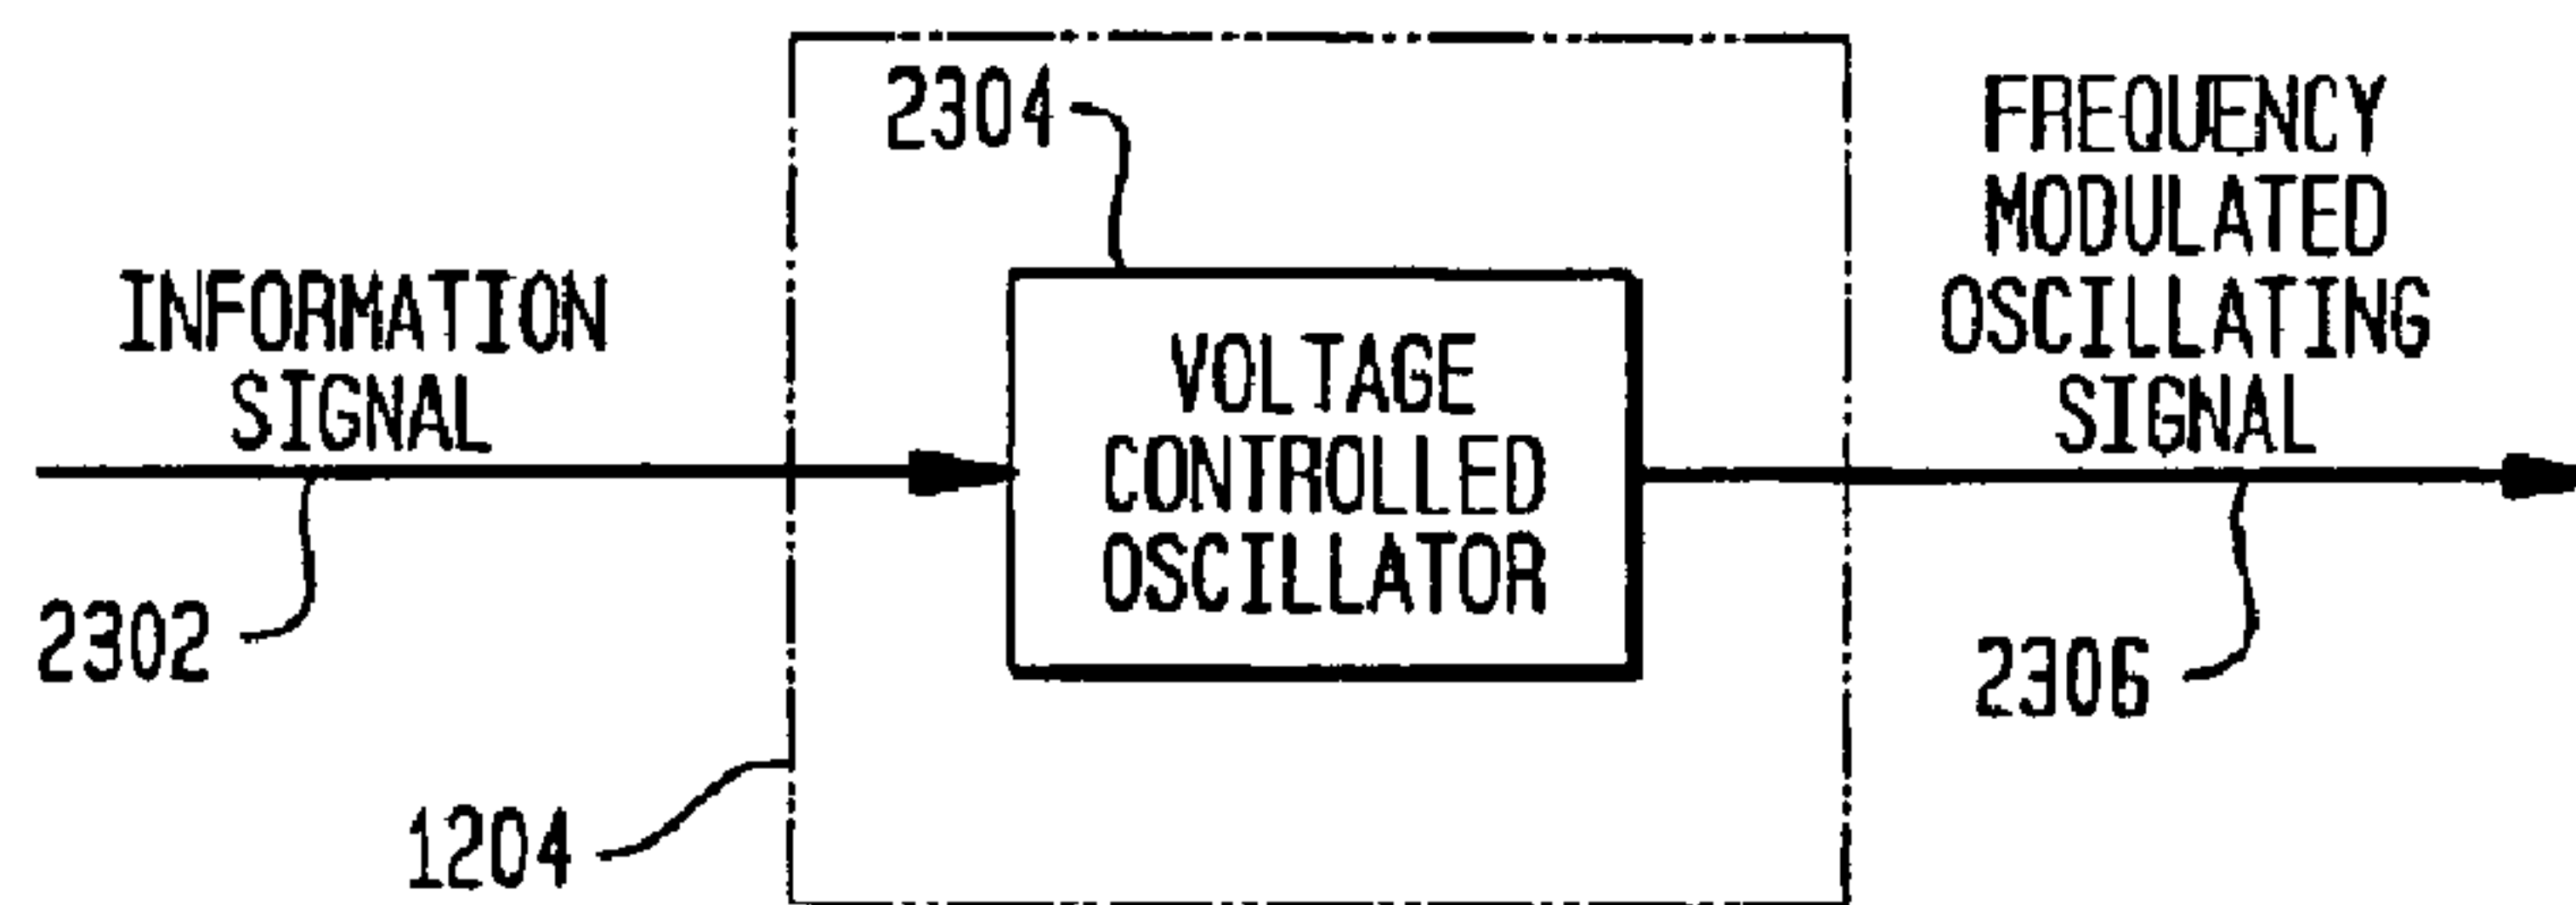 2304
FREQUENCY
MODULATED
OSCILLATING
SIGNAL
INFORMATION
SIGNAL
VOLTAGE
CONTROLLED
OSCILLATOR
2302
2306
1204